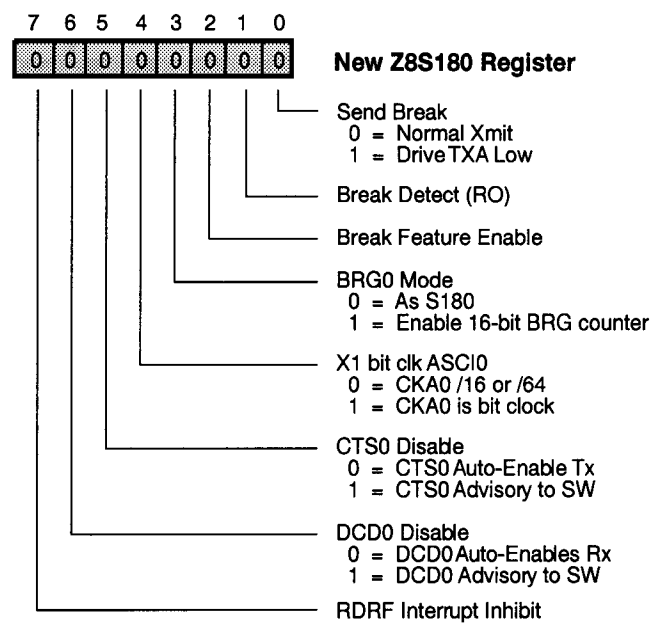 7 6 5 4 3 2 1 0
0 0 0 0 0 0 0 0
New Z8S180 Register
Send Break
0 = Normal Xmit
1 = Drive TXA Low
Break Detect (RO)
Break Feature Enable
BRG0 Mode
0 = As S180
1 = Enable 16-bit BRG counter
X1 bit clk ASCI0
0 = CKA0 /16 or /64
1 = CKA0 is bit clock
CTS0 Disable
0 = CTS0 Auto-Enable Tx
1 = CTS0 Advisory to SW
DCD0 Disable
0 = DCD0 Auto-Enables Rx
1 = DCD0 Advisory to SW
RDRF Interrupt Inhibit